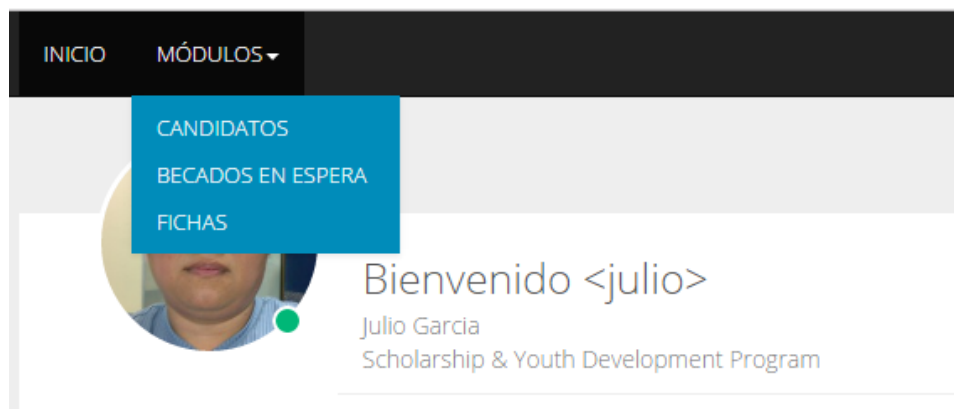 INICIO MÓDULOS
CANDIDATOS
BECADOS EN ESPERA
FICHAS
Bienvenido <julio>
Julio Garcia
Scholarship & Youth Development Program